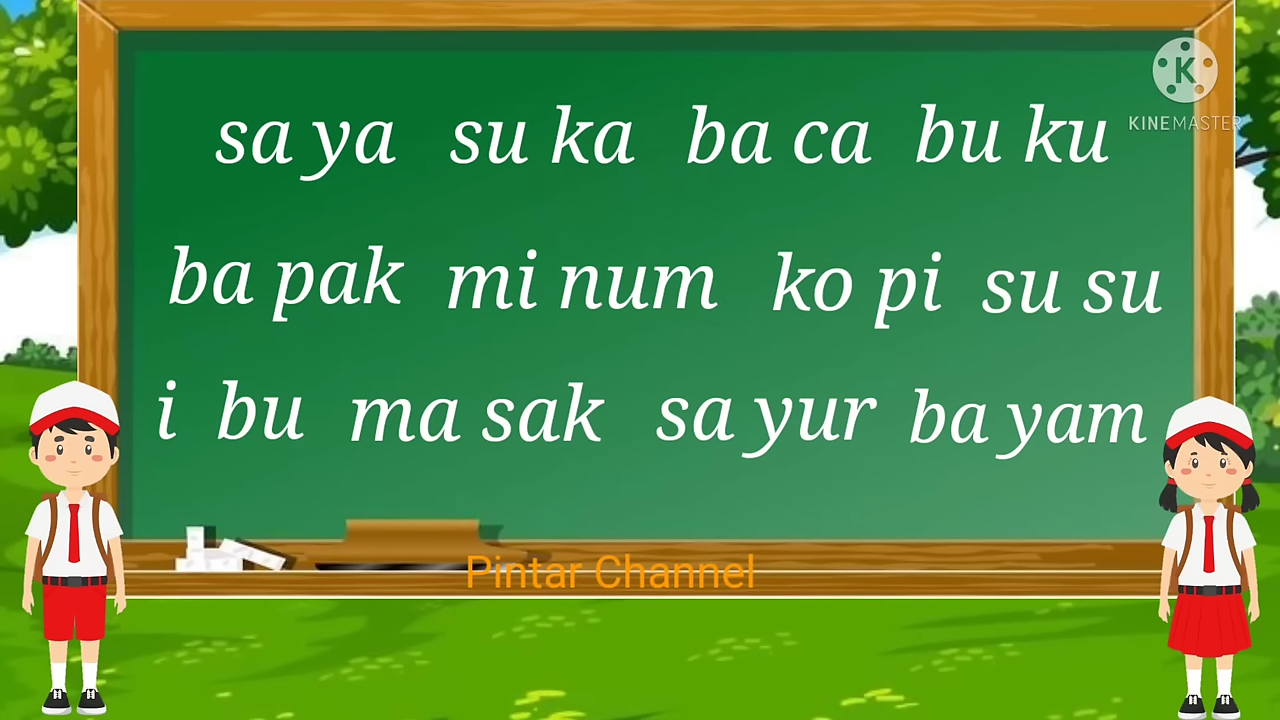 sa ya su ka ba ca bu ku
KINEMASTER
ba pak mi num ko pi su su
i bu ma sak sa yur ba yam
Pintar Channel